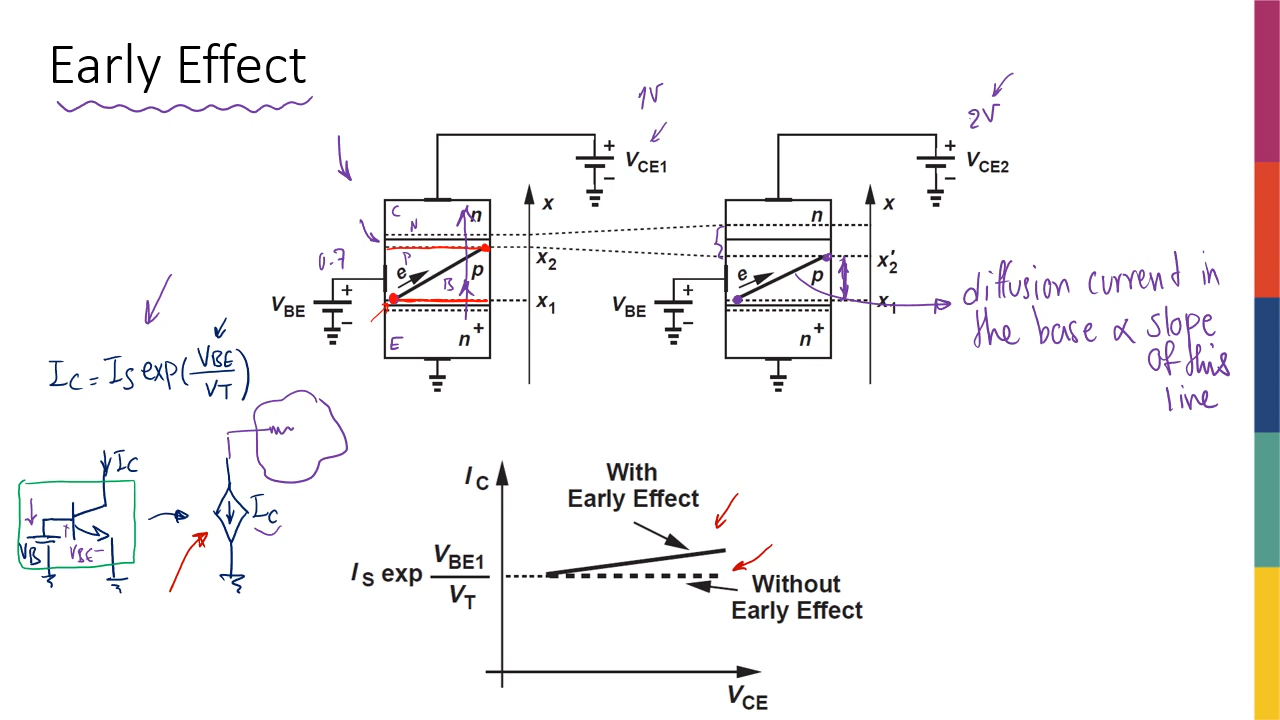 Early Effect
1V
2V
+
VCE1
−
+
VCE2
−
C
n
x
n
x
N
P
x2
x2′
0.7
e
p
B
e
p
VBE
+
−
x1
VBE
+
−
x1
E
n+
n+
diffusion current in
the base ∝ slope
of this
line
IC = IS exp(VBE/VT)
IC
IC
VB
+
VBE −
IC
With
Early Effect
IS exp VBE1/VT
Without
Early Effect
VCE